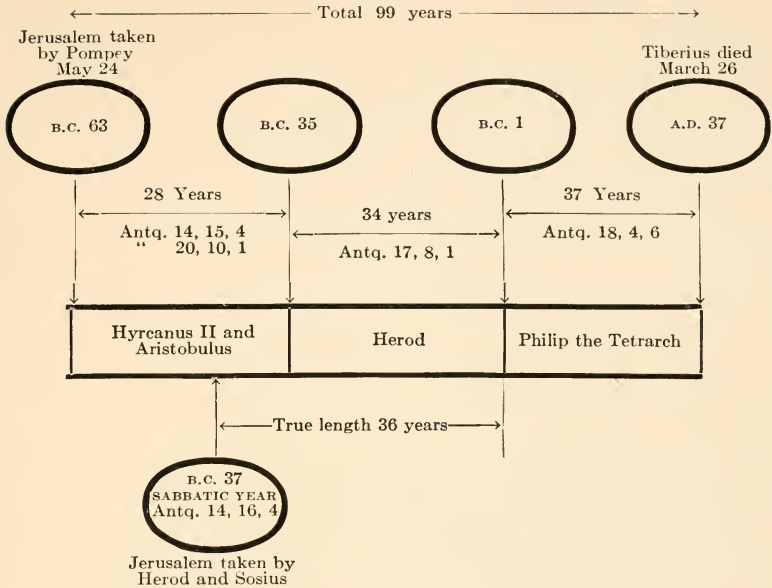 Total 99 years
Jerusalem taken
by Pompey
May 24
Tiberius died
March 26
B.C. 63
B.C. 35
B.C. 1
A.D. 37
28 Years
Antq. 14, 15, 4
“ 20, 10, 1
34 years
Antq. 17, 8, 1
37 Years
Antq. 18, 4, 6
Hyrcanus II and
Aristobulus
Herod
Philip the Tetrarch
True length 36 years
B.C. 37
SABBATIC YEAR
Antq. 14, 16, 4
Jerusalem taken by
Herod and Sosius